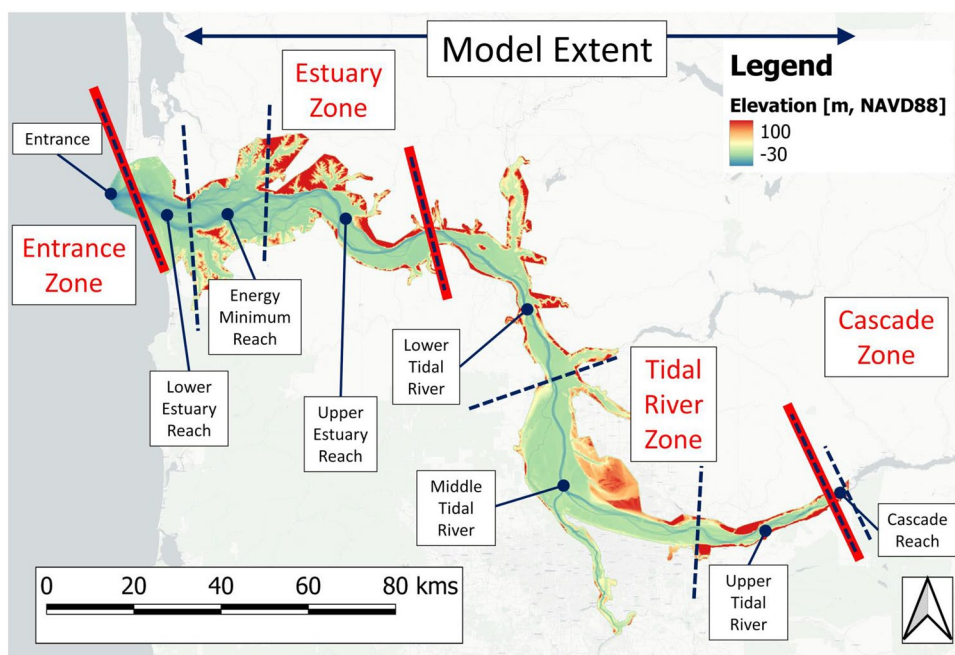 Model Extent
Legend
Elevation [m, NAVD88]
100
-30
Estuary
Zone
Entrance
Entrance
Zone
Energy
Minimum
Reach
Lower
Estuary
Reach
Upper
Estuary
Reach
Lower
Tidal
River
Tidal
River
Zone
Cascade
Zone
Middle
Tidal
River
Upper
Tidal
River
Cascade
Reach
0 20 40 60 80 kms